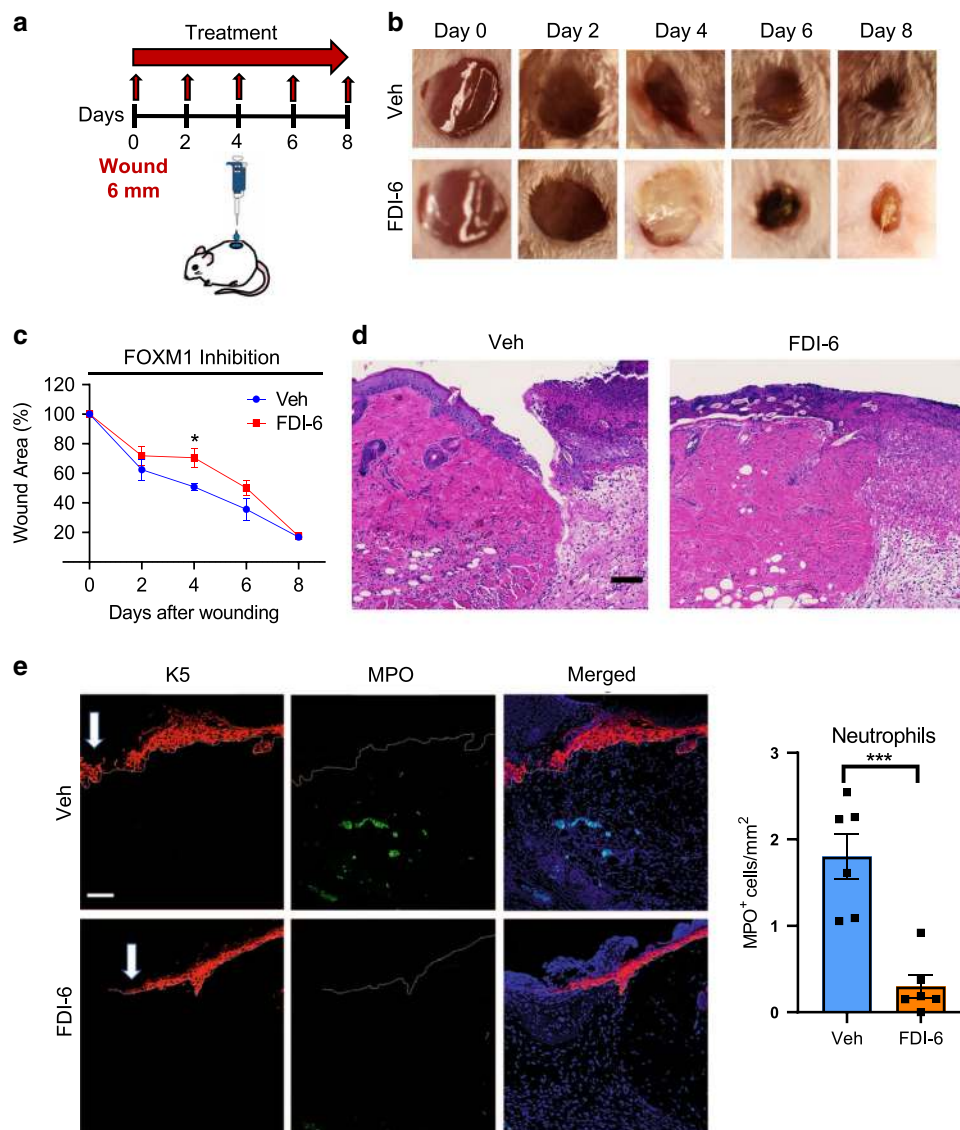 a
Treatment
Days
0 2 4 6 8
Wound
6 mm
b
Day 0 Day 2 Day 4 Day 6 Day 8
Veh
FDI-6
c
FOXM1 Inhibition
Veh
FDI-6
*
Wound Area (%)
120
100
80
60
40
20
0 2 4 6 8
Days after wounding
d
Veh FDI-6
e
K5 MPO Merged
Veh
FDI-6
Neutrophils
***
MPO+ cells/mm2
3
2
1
0
Veh FDI-6